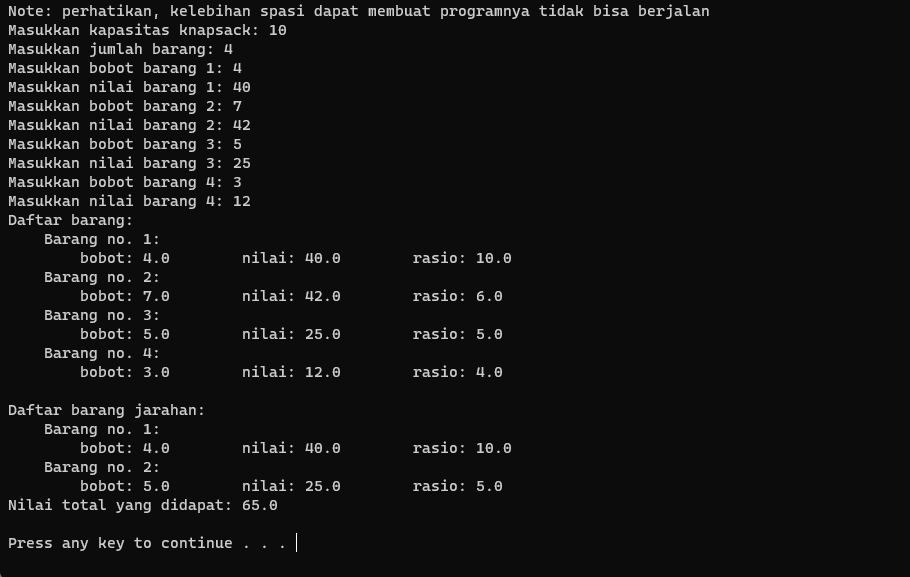 Note: perhatikan, kelebihan spasi dapat membuat programnya tidak bisa berjalan
Masukkan kapasitas knapsack: 10
Masukkan jumlah barang: 4
Masukkan bobot barang 1: 4
Masukkan nilai barang 1: 40
Masukkan bobot barang 2: 7
Masukkan nilai barang 2: 42
Masukkan bobot barang 3: 5
Masukkan nilai barang 3: 25
Masukkan bobot barang 4: 3
Masukkan nilai barang 4: 12
Daftar barang:
    Barang no. 1:
        bobot: 4.0        nilai: 40.0        rasio: 10.0
    Barang no. 2:
        bobot: 7.0        nilai: 42.0        rasio: 6.0
    Barang no. 3:
        bobot: 5.0        nilai: 25.0        rasio: 5.0
    Barang no. 4:
        bobot: 3.0        nilai: 12.0        rasio: 4.0

Daftar barang jarahan:
    Barang no. 1:
        bobot: 4.0        nilai: 40.0        rasio: 10.0
    Barang no. 2:
        bobot: 5.0        nilai: 25.0        rasio: 5.0
Nilai total yang didapat: 65.0

Press any key to continue . . .